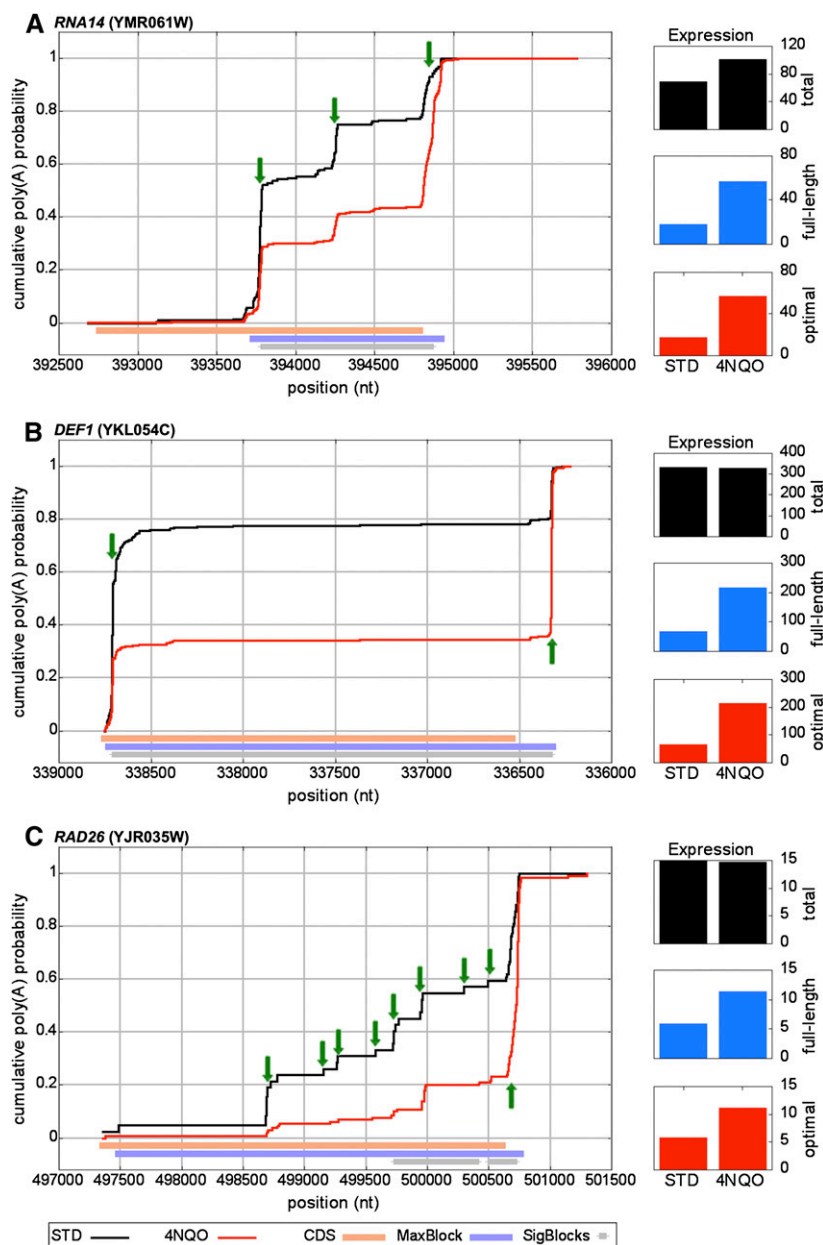 A RNA14 (YMR061W)
cumulative poly(A) probability
1
0.8
0.6
0.4
0.2
0
392500 393000 393500 394000 394500 395000 395500 396000
position (nt)
Expression
120
80
40
0
total
80
40
0
full-length
80
40
0
optimal
STD 4NQO
B DEF1 (YKL054C)
cumulative poly(A) probability
1
0.8
0.6
0.4
0.2
0
339000 338500 338000 337500 337000 336500 336000
position (nt)
Expression
400
300
200
100
0
total
300
200
100
0
full-length
300
200
100
0
optimal
STD 4NQO
C RAD26 (YJR035W)
cumulative poly(A) probability
1
0.8
0.6
0.4
0.2
0
497000 497500 498000 498500 499000 499500 500000 500500 501000 501500
position (nt)
Expression
15
10
5
0
total
15
10
5
0
full-length
15
10
5
0
optimal
STD 4NQO
STD 4NQO CDS MaxBlock SigBlocks